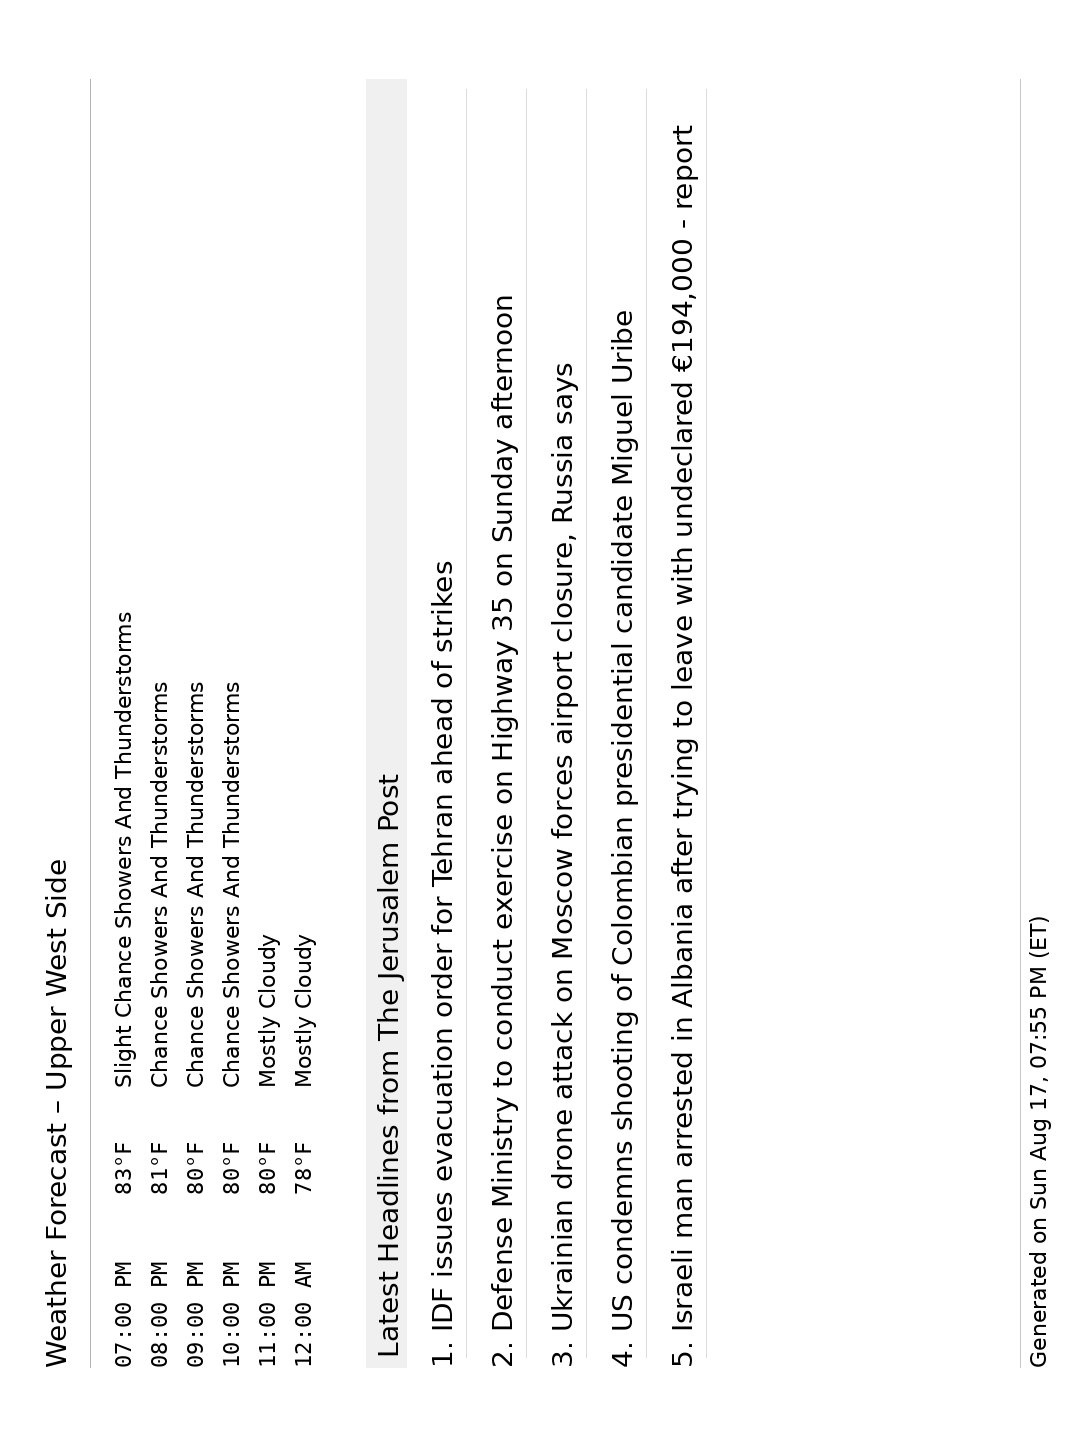 Weather Forecast – Upper West Side
07:00 PM 83°F Slight Chance Showers And Thunderstorms
08:00 PM 81°F Chance Showers And Thunderstorms
09:00 PM 80°F Chance Showers And Thunderstorms
10:00 PM 80°F Chance Showers And Thunderstorms
11:00 PM 80°F Mostly Cloudy
12:00 AM 78°F Mostly Cloudy
Latest Headlines from The Jerusalem Post
1. IDF issues evacuation order for Tehran ahead of strikes
2. Defense Ministry to conduct exercise on Highway 35 on Sunday afternoon
3. Ukrainian drone attack on Moscow forces airport closure, Russia says
4. US condemns shooting of Colombian presidential candidate Miguel Uribe
5. Israeli man arrested in Albania after trying to leave with undeclared €194,000 - report
Generated on Sun Aug 17, 07:55 PM (ET)